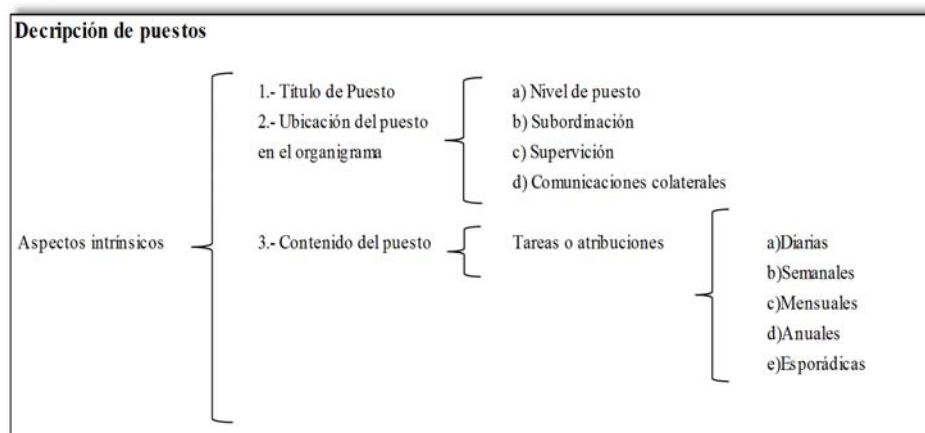 Decripción de puestos
1.- Título de Puesto
2.- Ubicación del puesto
en el organigrama
a) Nivel de puesto
b) Subordinación
c) Supervición
d) Comunicaciones colaterales
Aspectos intrínsicos
3.- Contenido del puesto
Tareas o atribuciones
a)Diarias
b)Semanales
c)Mensuales
d)Anuales
e)Esporádicas